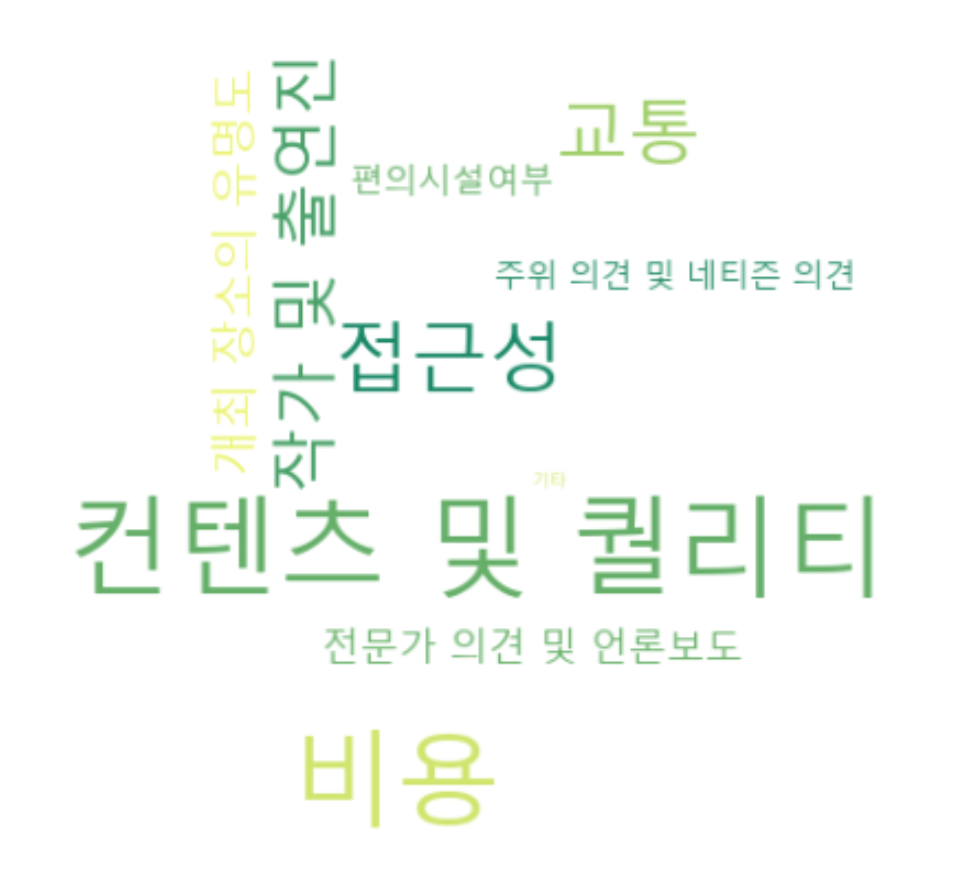 개최 장소의 유명도
작가 및 출연진
교통
편의시설여부
주위 의견 및 네티즌 의견
접근성
기타
컨텐츠 및 퀄리티
전문가 의견 및 언론보도
비용